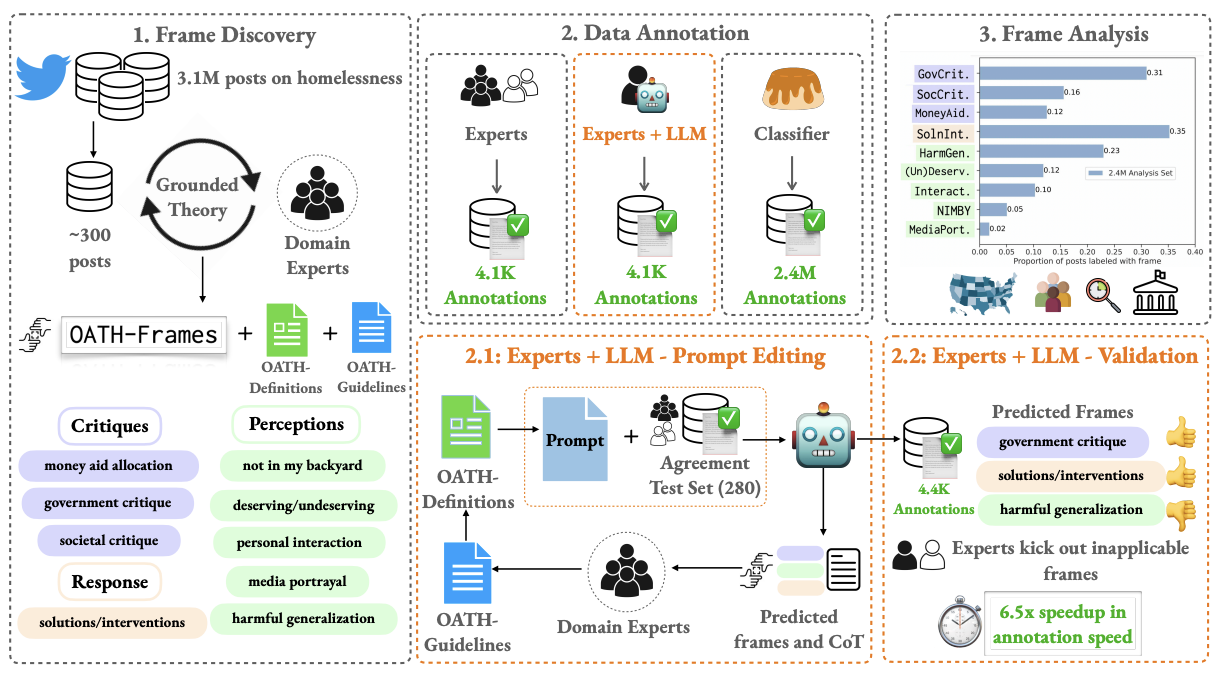 1. Frame Discovery
3.1M posts on homelessness
~300
posts
Grounded
Theory
Domain
Experts
OATH-Frames
+
+
OATH-
Definitions
OATH-
Guidelines
Critiques
money aid allocation
government critique
societal critique
Response
solutions/interventions
Perceptions
not in my backyard
deserving/undeserving
personal interaction
media portrayal
harmful generalization
2. Data Annotation
Experts
4.1K
Annotations
Experts + LLM
4.1K
Annotations
Classifier
2.4M
Annotations
3. Frame Analysis
GovCrit.
SocCrit.
MoneyAid.
SolnInt.
HarmGen.
(Un)Deserv.
Interact.
NIMBY
MediaPort.
0.31
0.16
0.12
0.35
0.23
0.12
0.10
0.05
0.02
2.4M Analysis Set
0.00 0.05 0.10 0.15 0.20 0.25 0.30 0.35 0.40
Proportion of posts labeled with frame
2.1: Experts + LLM - Prompt Editing
OATH-
Definitions
Prompt
+
Agreement
Test Set (280)
OATH-
Guidelines
Domain Experts
Predicted
frames and CoT
2.2: Experts + LLM - Validation
4.4K
Annotations
Predicted Frames
government critique
solutions/interventions
harmful generalization
Experts kick out inapplicable
frames
6.5x speedup in
annotation speed